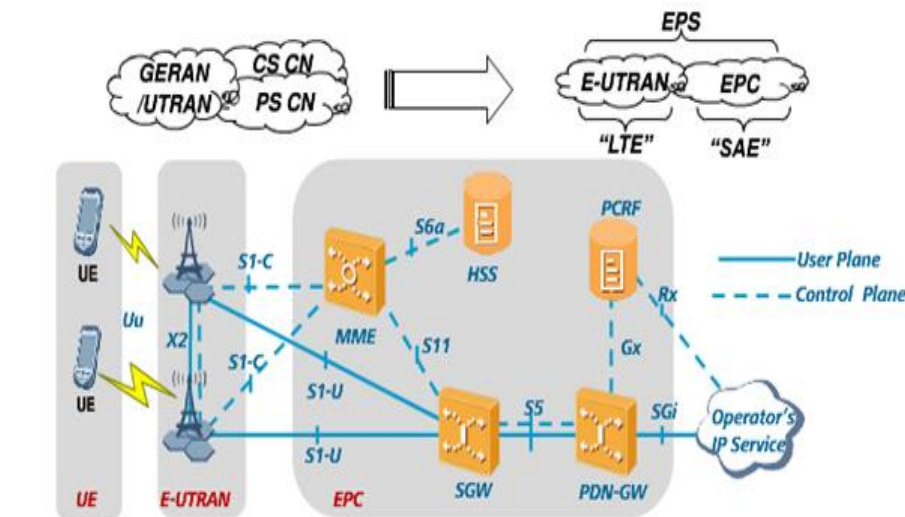 EPS
GERAN
/UTRAN
CS CN
PS CN
E-UTRAN
EPC
"LTE"
"SAE"
UE
UE
Uu
X2
S1-C
S1-C
MME
S6a
HSS
S11
S1-U
S1-U
SGW
S5
PDN-GW
PCRF
Gx
Rx
SGi
Operator's
IP Service
User Plane
Control Plane
UE
E-UTRAN
EPC